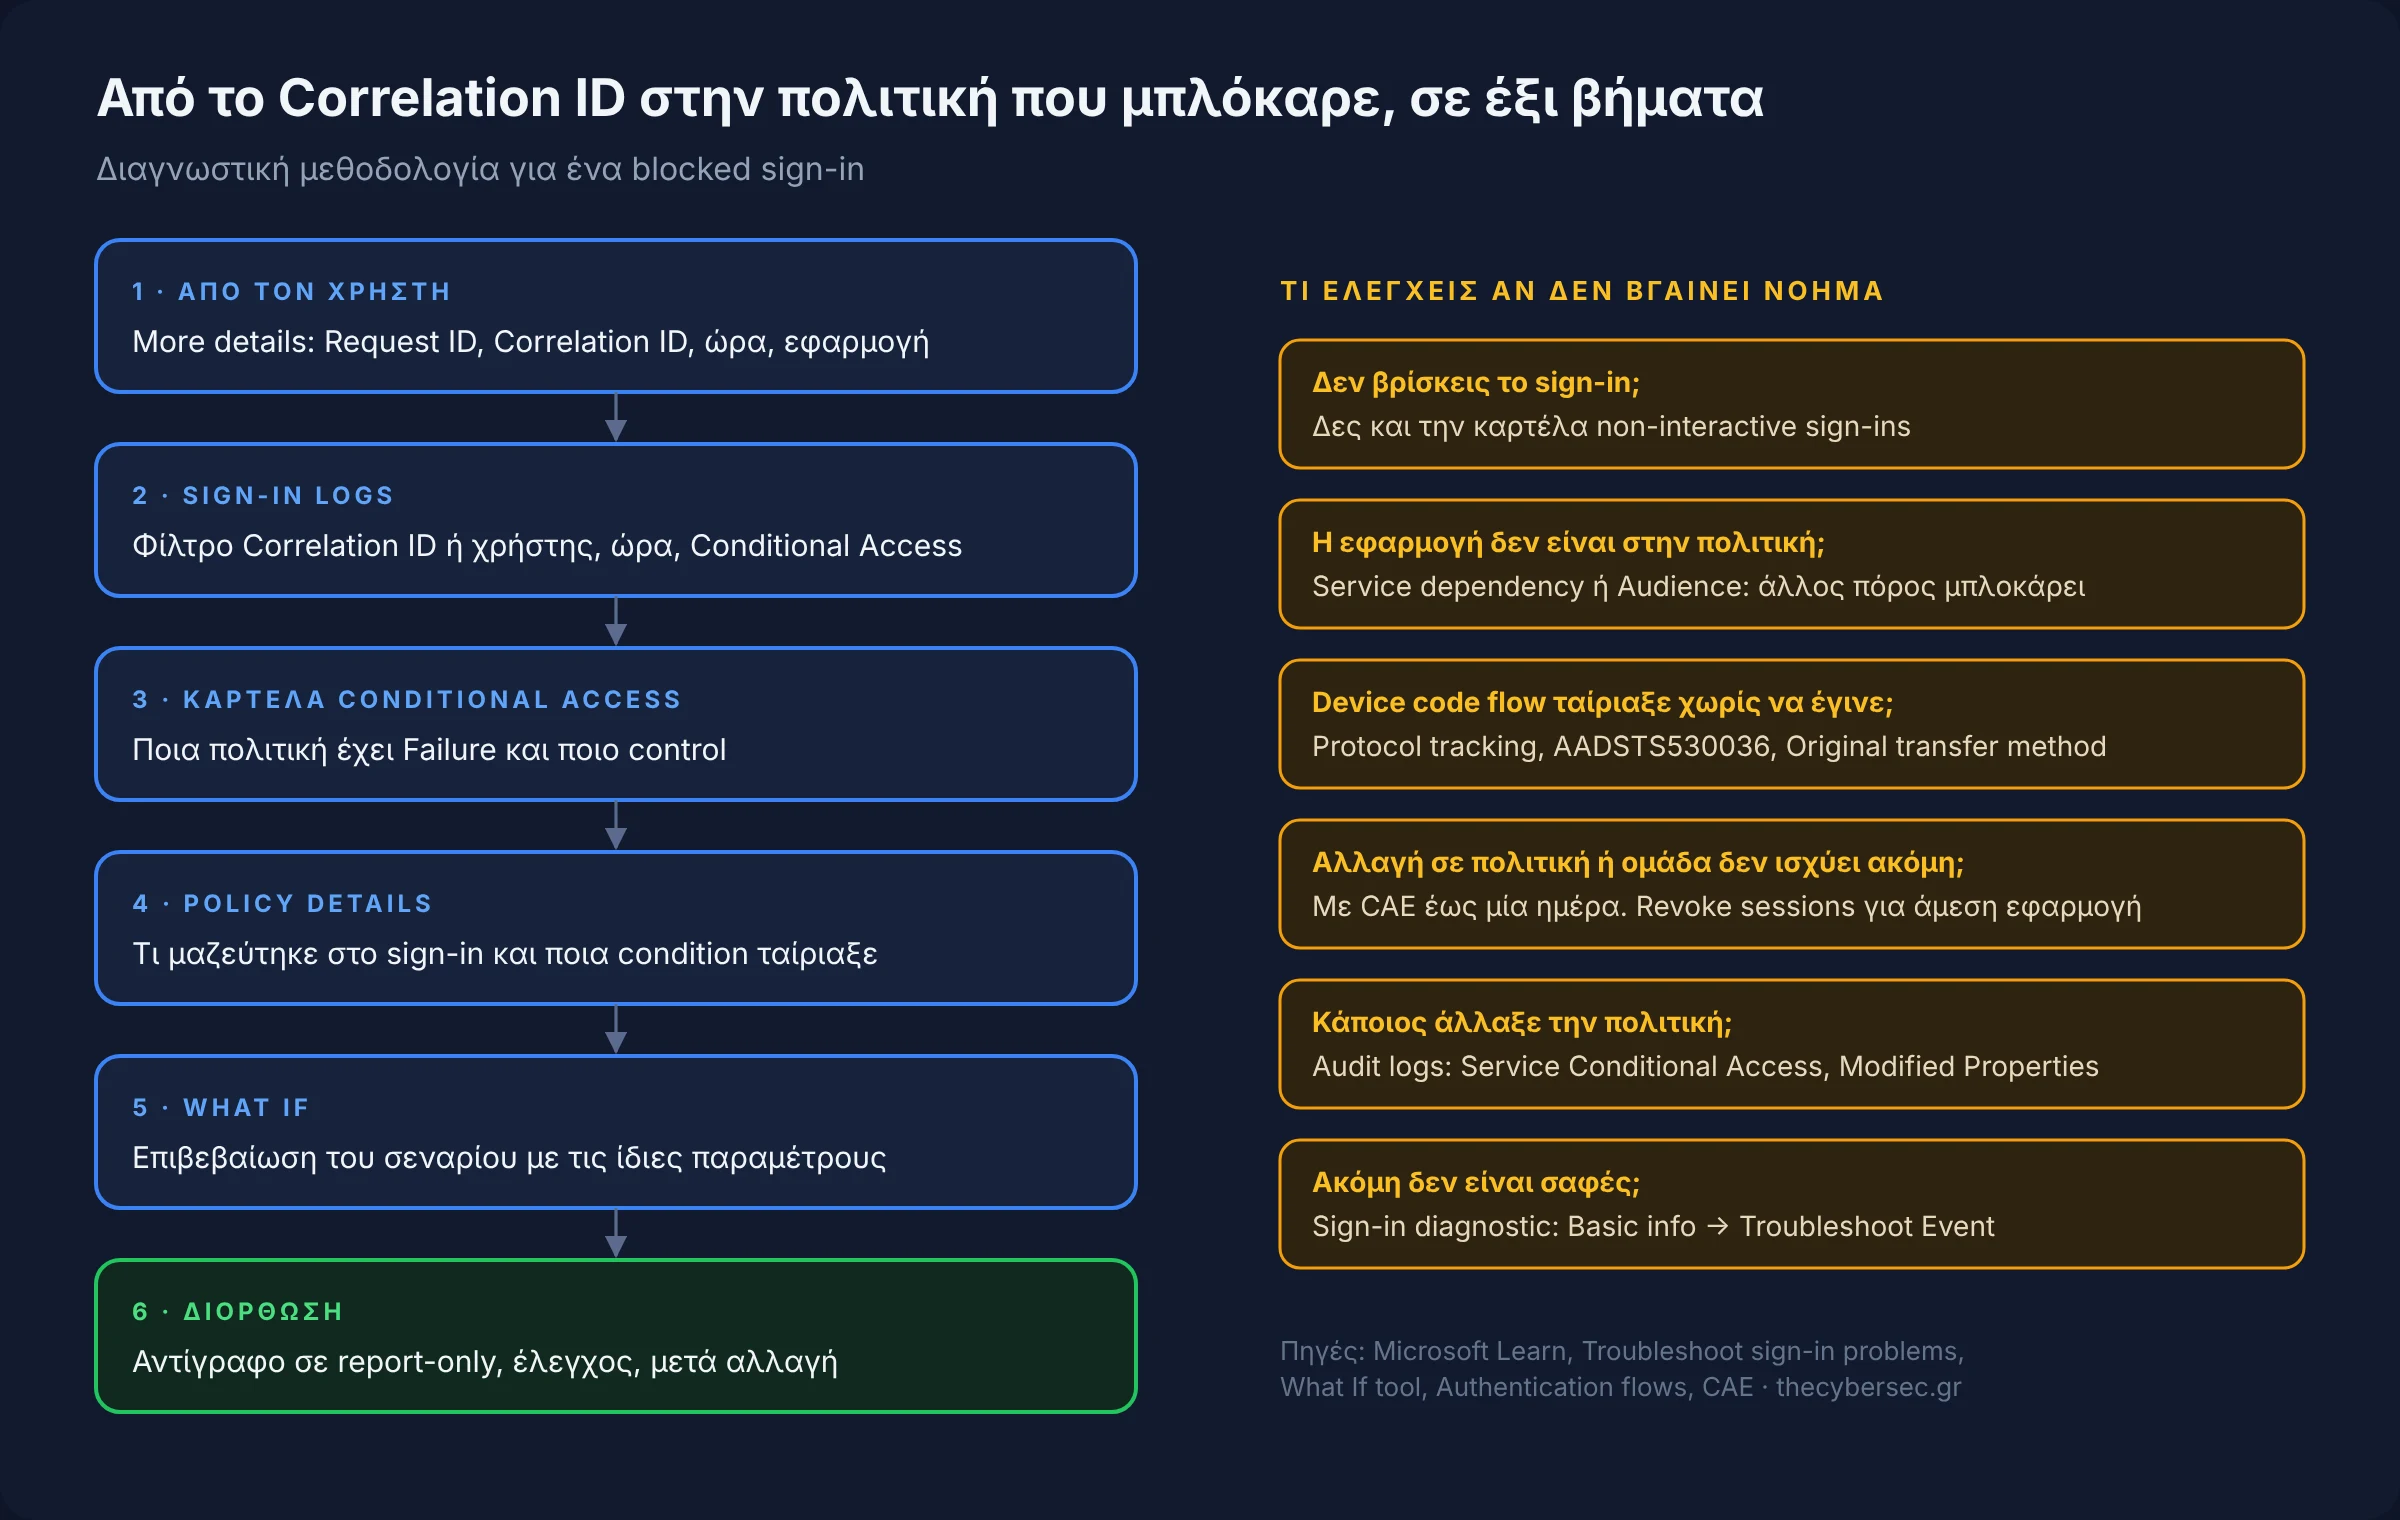 Από το Correlation ID στην πολιτική που μπλόκαρε, σε έξι βήματα
Διαγνωστική μεθοδολογία για ένα blocked sign-in
1 · ΑΠΟ ΤΟΝ ΧΡΗΣΤΗ
More details: Request ID, Correlation ID, ώρα, εφαρμογή
2 · SIGN-IN LOGS
Φίλτρο Correlation ID ή χρήστης, ώρα, Conditional Access
3 · ΚΑΡΤΕΛΑ CONDITIONAL ACCESS
Ποια πολιτική έχει Failure και ποιο control
4 · POLICY DETAILS
Τι μαζεύτηκε στο sign-in και ποια condition ταίριαξε
5 · WHAT IF
Επιβεβαίωση του σεναρίου με τις ίδιες παραμέτρους
6 · ΔΙΟΡΘΩΣΗ
Αντίγραφο σε report-only, έλεγχος, μετά αλλαγή
ΤΙ ΕΛΕΓΧΕΙΣ ΑΝ ΔΕΝ ΒΓΑΙΝΕΙ ΝΟΗΜΑ
Δεν βρίσκεις το sign-in;
Δες και την καρτέλα non-interactive sign-ins
Η εφαρμογή δεν είναι στην πολιτική;
Service dependency ή Audience: άλλος πόρος μπλοκάρει
Device code flow ταίριαξε χωρίς να έγινε;
Protocol tracking, AADSTS530036, Original transfer method
Αλλαγή σε πολιτική ή ομάδα δεν ισχύει ακόμη;
Με CAE έως μία ημέρα. Revoke sessions για άμεση εφαρμογή
Κάποιος άλλαξε την πολιτική;
Audit logs: Service Conditional Access, Modified Properties
Ακόμη δεν είναι σαφές;
Sign-in diagnostic: Basic info → Troubleshoot Event
Πηγές: Microsoft Learn, Troubleshoot sign-in problems,
What If tool, Authentication flows, CAE · thecybersec.gr